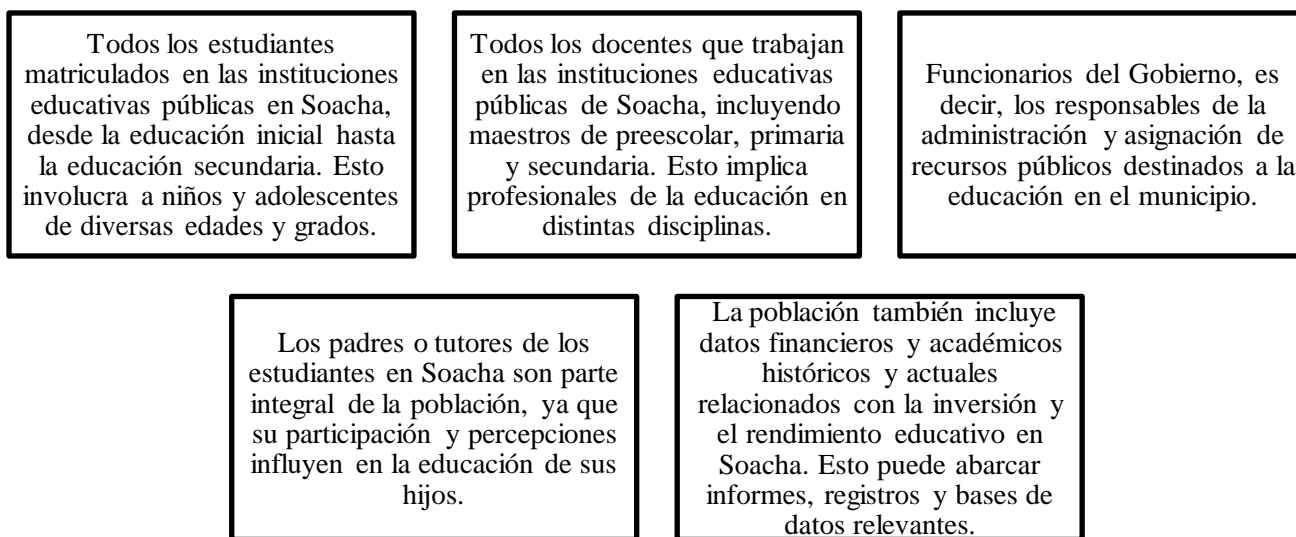 Todos los estudiantes
matriculados en las instituciones
educativas públicas en Soacha,
desde la educación inicial hasta
la educación secundaria. Esto
involucra a niños y adolescentes
de diversas edades y grados.
Todos los docentes que trabajan
en las instituciones educativas
públicas de Soacha, incluyendo
maestros de preescolar, primaria
y secundaria. Esto implica
profesionales de la educación en
distintas disciplinas.
Funcionarios del Gobierno, es
decir, los responsables de la
administración y asignación de
recursos públicos destinados a la
educación en el municipio.
Los padres o tutores de los
estudiantes en Soacha son parte
integral de la población, ya que
su participación y percepciones
influyen en la educación de sus
hijos.
La población también incluye
datos financieros y académicos
históricos y actuales
relacionados con la inversión y
el rendimiento educativo en
Soacha. Esto puede abarcar
informes, registros y bases de
datos relevantes.